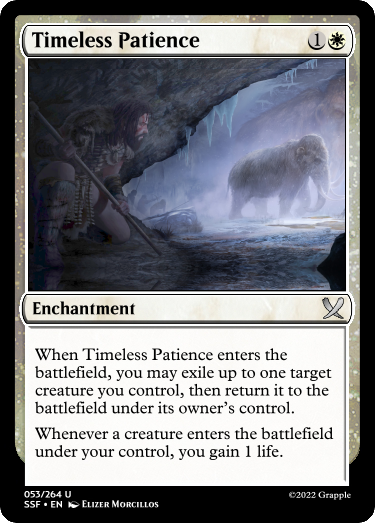 Timeless Patience 1
Enchantment
When Timeless Patience enters the
battlefield, you may exile up to one target
creature you control, then return it to the
battlefield under its owner's control.
Whenever a creature enters the battlefield
under your control, you gain 1 life.
053/264 U
SSF • EN Elizer Morcillos
©2022 Grapple